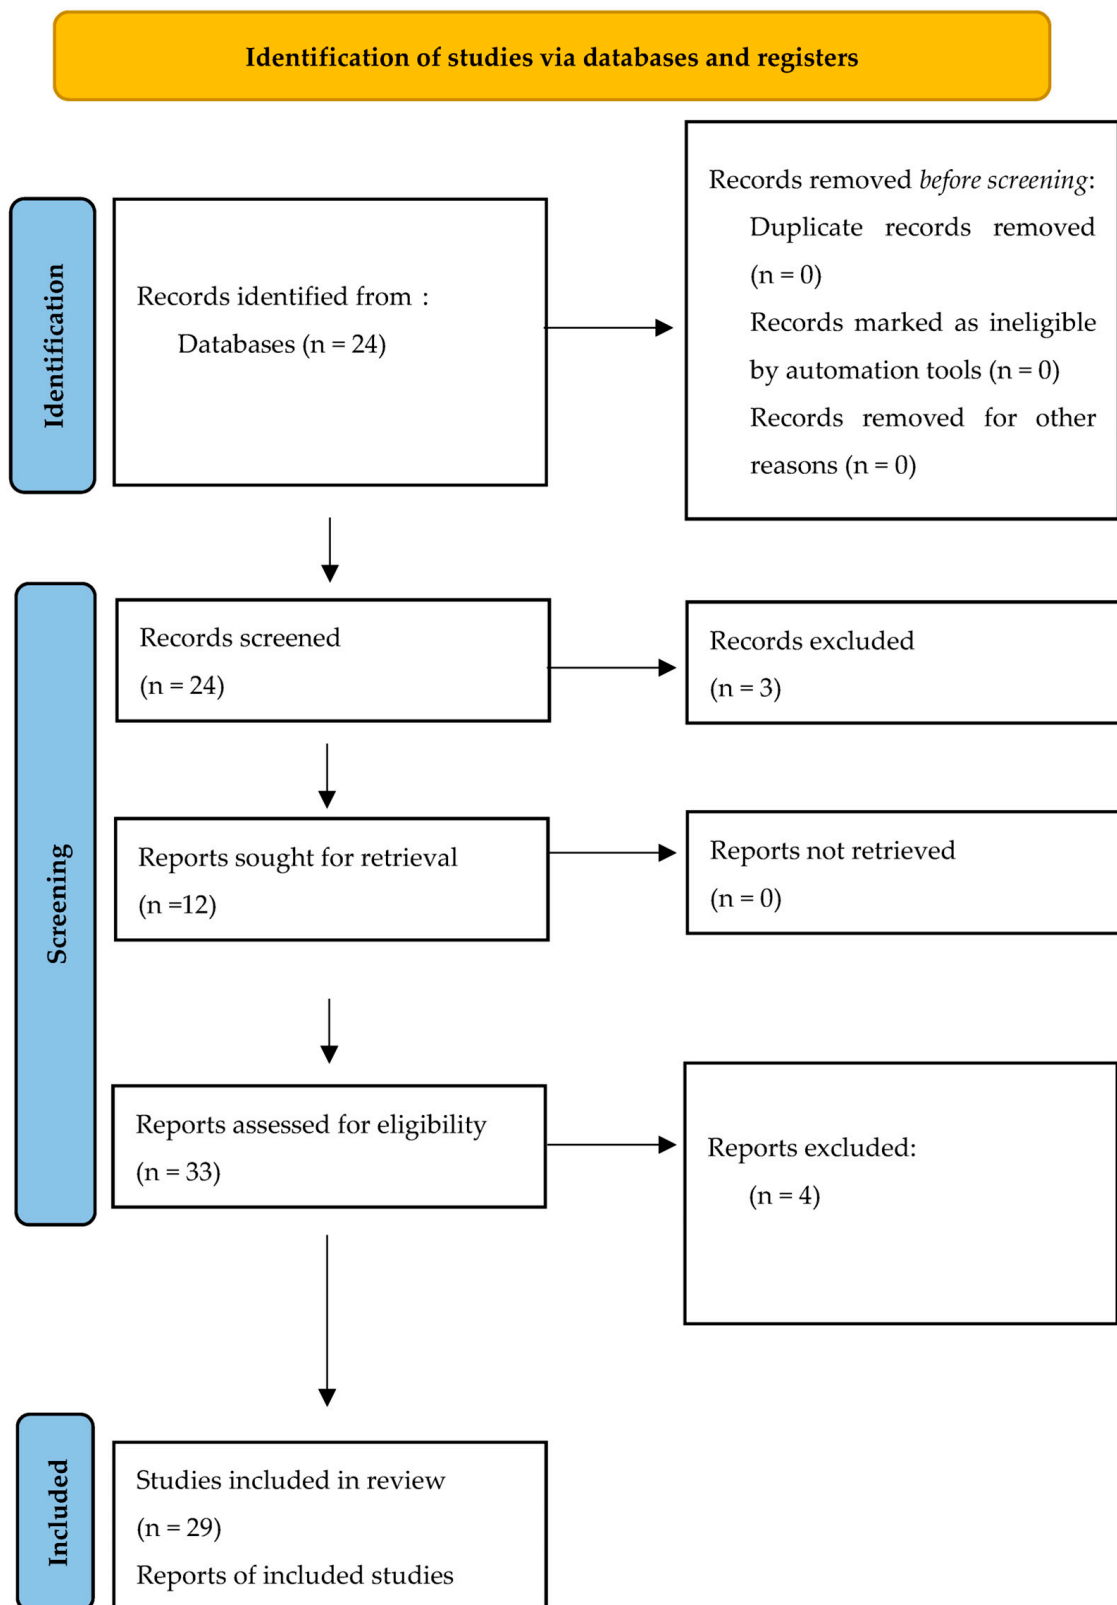 Identification of studies via databases and registers
Identification
Records identified from :
Databases (n = 24)
Records removed before screening:
Duplicate records removed
(n = 0)
Records marked as ineligible
by automation tools (n = 0)
Records removed for other
reasons (n = 0)
Screening
Records screened
(n = 24)
Records excluded
(n = 3)
Reports sought for retrieval
(n =12)
Reports not retrieved
(n = 0)
Reports assessed for eligibility
(n = 33)
Reports excluded:
(n = 4)
Included
Studies included in review
(n = 29)
Reports of included studies